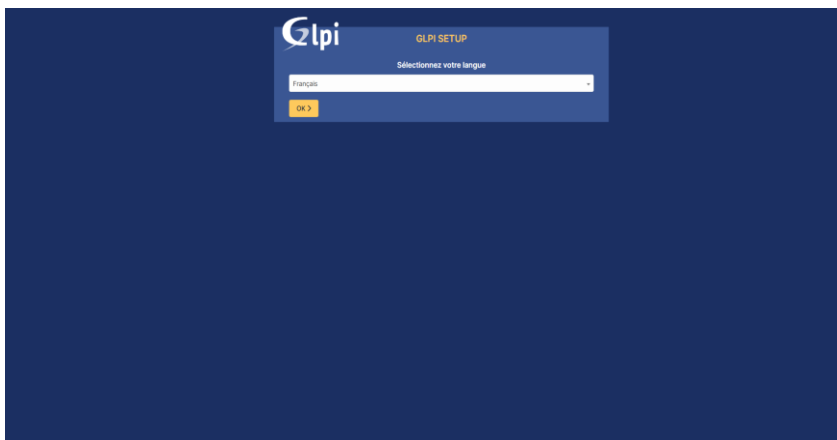 Glpi
GLPI SETUP
Sélectionnez votre langue
Français
OK >